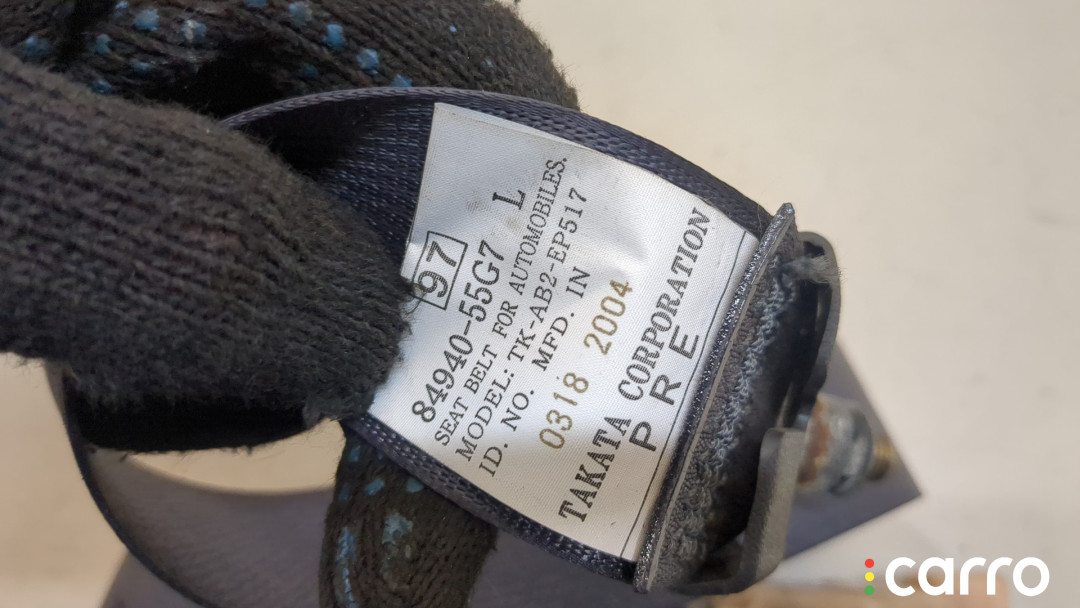 97
84940-55G7 L
SEAT BELT FOR AUTOMOBILES.
MODEL: TK-AB2-EP517
ID. NO. MFD. IN
0318 2004
TAKATA CORPORATION
P R E
carro